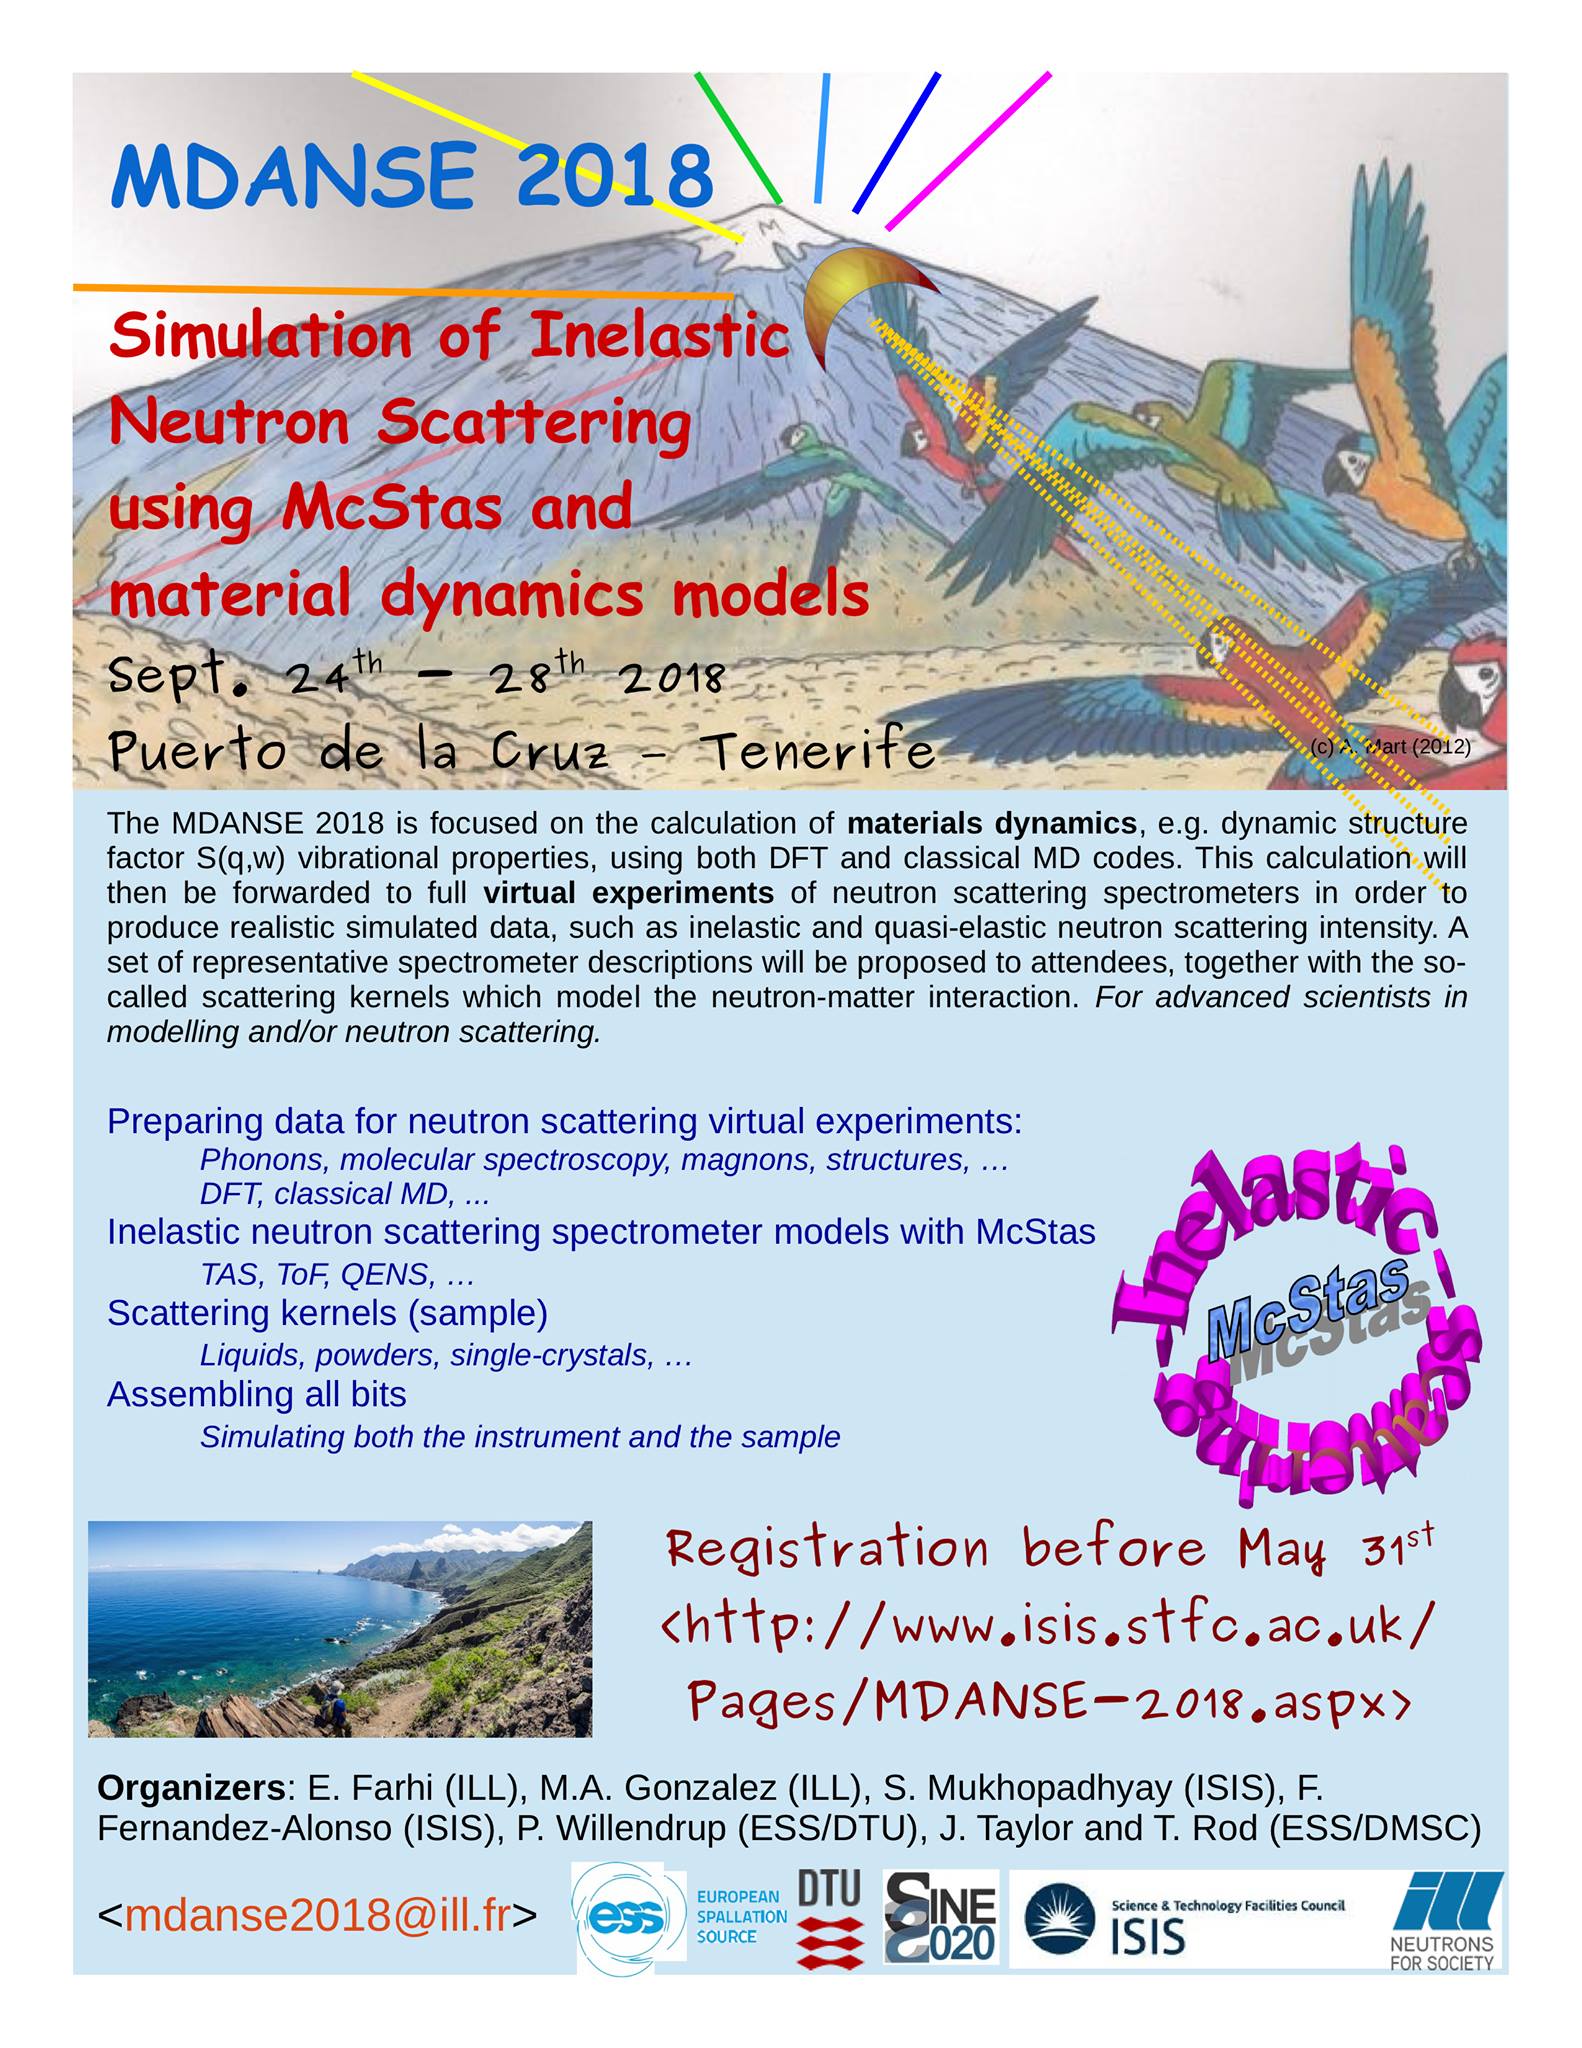 MDANSE 2018
Simulation of Inelastic
Neutron Scattering
using McStas and
material dynamics models
Sept. 24th – 28th 2018
Puerto de la Cruz – Tenerife
(c) A. Mart (2012)
The MDANSE 2018 is focused on the calculation of materials dynamics, e.g. dynamic structure
factor S(q,w) vibrational properties, using both DFT and classical MD codes. This calculation will
then be forwarded to full virtual experiments of neutron scattering spectrometers in order to
produce realistic simulated data, such as inelastic and quasi-elastic neutron scattering intensity. A
set of representative spectrometer descriptions will be proposed to attendees, together with the so-
called scattering kernels which model the neutron-matter interaction. For advanced scientists in
modelling and/or neutron scattering.
Preparing data for neutron scattering virtual experiments:
Phonons, molecular spectroscopy, magnons, structures, …
DFT, classical MD, ...
Inelastic neutron scattering spectrometer models with McStas
TAS, ToF, QENS, …
Scattering kernels (sample)
Liquids, powders, single-crystals, …
Assembling all bits
Simulating both the instrument and the sample
-Inelastic-
McStas
-scattering-
Registration before May 31st
<http://www.isis.stfc.ac.uk/
Pages/MDANSE-2018.aspx>
Organizers: E. Farhi (ILL), M.A. Gonzalez (ILL), S. Mukhopadhyay (ISIS), F.
Fernandez-Alonso (ISIS), P. Willendrup (ESS/DTU), J. Taylor and T. Rod (ESS/DMSC)
<mdanse2018@ill.fr>
ess
EUROPEAN
SPALLATION
SOURCE
DTU
SINE
2020
Science & Technology Facilities Council
ISIS
ill
NEUTRONS
FOR SOCIETY